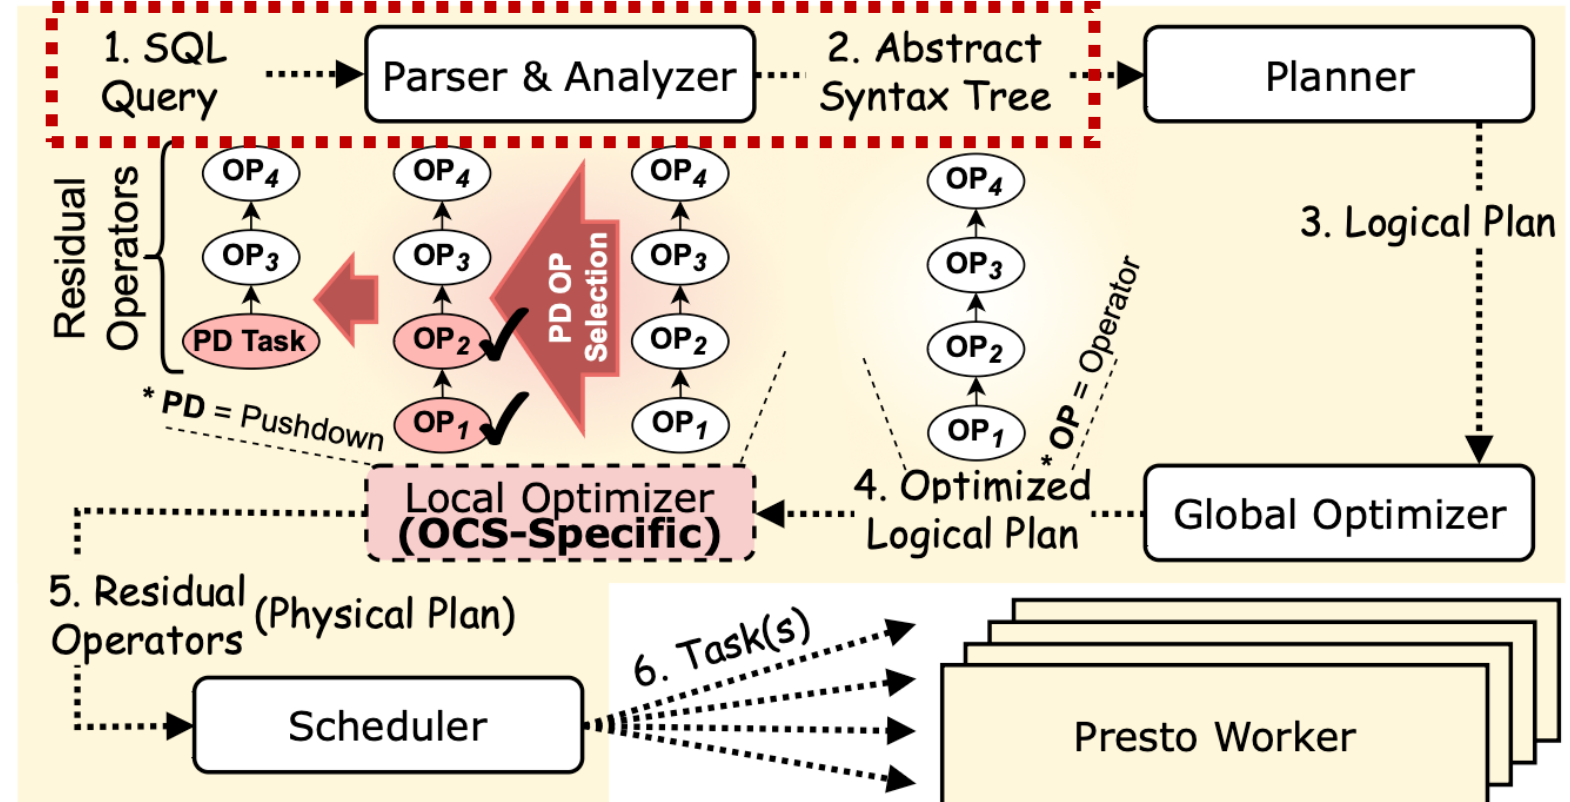 1. SQL
Query
Parser & Analyzer
2. Abstract
Syntax Tree
Planner
Residual
Operators
OP4
OP3
PD Task
OP4
OP3
OP2
OP1
PD OP
Selection
OP4
OP3
OP2
OP1
OP4
OP3
OP2
OP1
3. Logical Plan
* PD = Pushdown
* OP = Operator
Local Optimizer
(OCS-Specific)
4. Optimized
Logical Plan
Global Optimizer
5. Residual
Operators
(Physical Plan)
Scheduler
6. Task(s)
Presto Worker